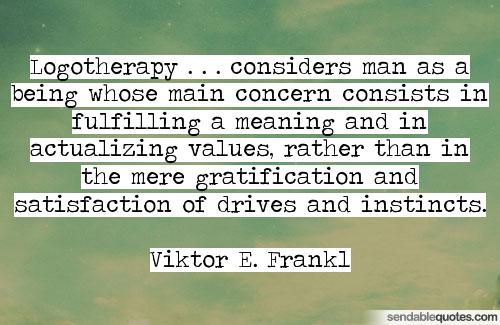 Logotherapy . . . considers man as a
being whose main concern consists in
fulfilling a meaning and in
actualizing values, rather than in
the mere gratification and
satisfaction of drives and instincts.
Viktor E. Frankl
sendablequotes.com